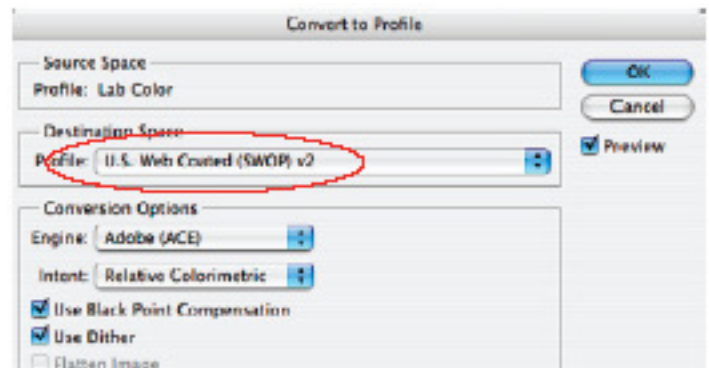 Convert to Profile
Source Space
Profile: Lab Color
OK
Cancel
Preview
Destination Space
Profile: U.S. Web Coated (SWOP) v2
Conversion Options
Engine: Adobe (ACE)
Intent: Relative Colorimetric
Use Black Point Compensation
Use Dither
Flatten Image